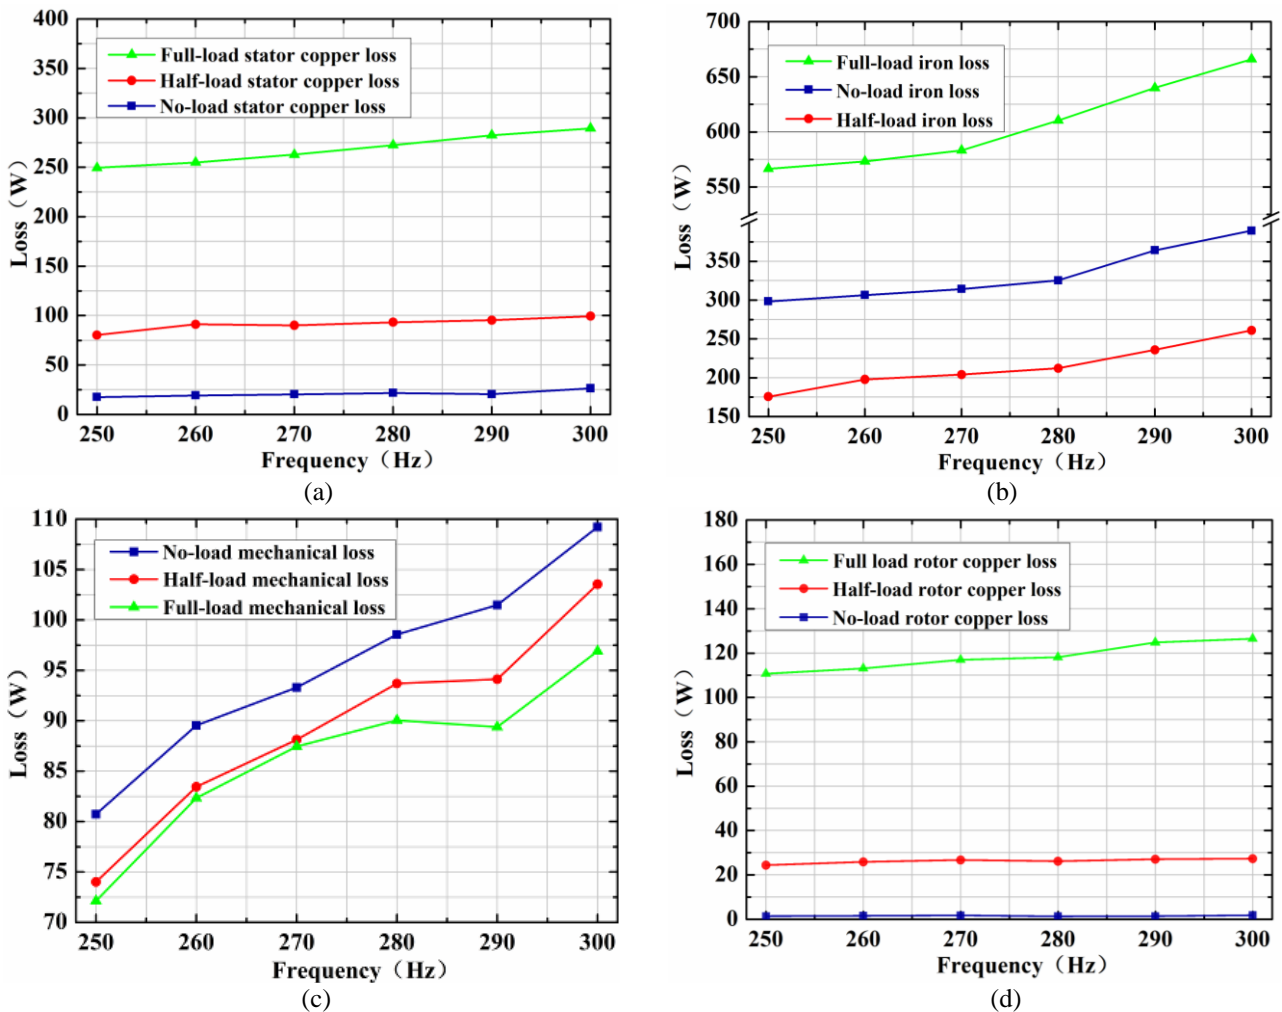 400
350
300
250
200
150
100
50
0
Loss（W）
Full-load stator copper loss
Half-load stator copper loss
No-load stator copper loss
250 260 270 280 290 300
Frequency（Hz）
(a)
700
650
600
550
350
300
250
200
150
Loss（W）
Full-load iron loss
No-load iron loss
Half-load iron loss
250 260 270 280 290 300
Frequency（Hz）
(b)
110
105
100
95
90
85
80
75
70
Loss（W）
No-load mechanical loss
Half-load mechanical loss
Full-load mechanical loss
250 260 270 280 290 300
Frequency（Hz）
(c)
180
160
140
120
100
80
60
40
20
0
Loss（W）
Full load rotor copper loss
Half-load rotor copper loss
No-load rotor copper loss
250 260 270 280 290 300
Frequency（Hz）
(d)